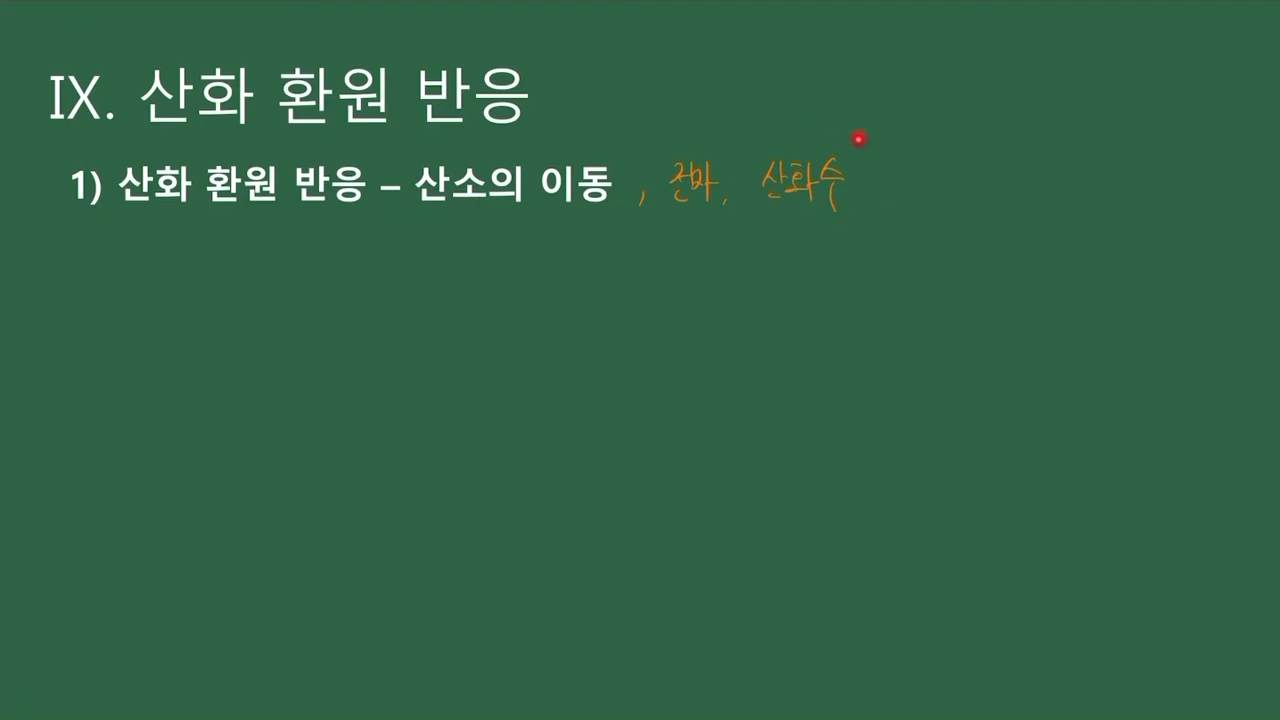 IX. 산화 환원 반응
1) 산화 환원 반응 – 산소의 이동 , 전자, 산화수